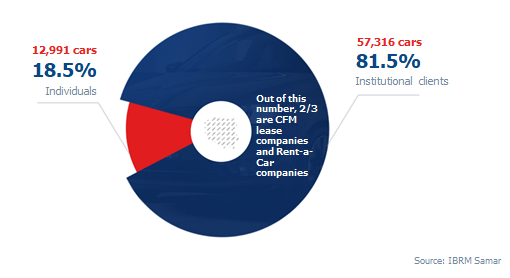 12,991 cars
18.5%
Individuals
57,316 cars
81.5%
Institutional clients
Out of this
number, 2/3
are CFM
lease
companies
and Rent-a-
Car
companies
Source: IBRM Samar